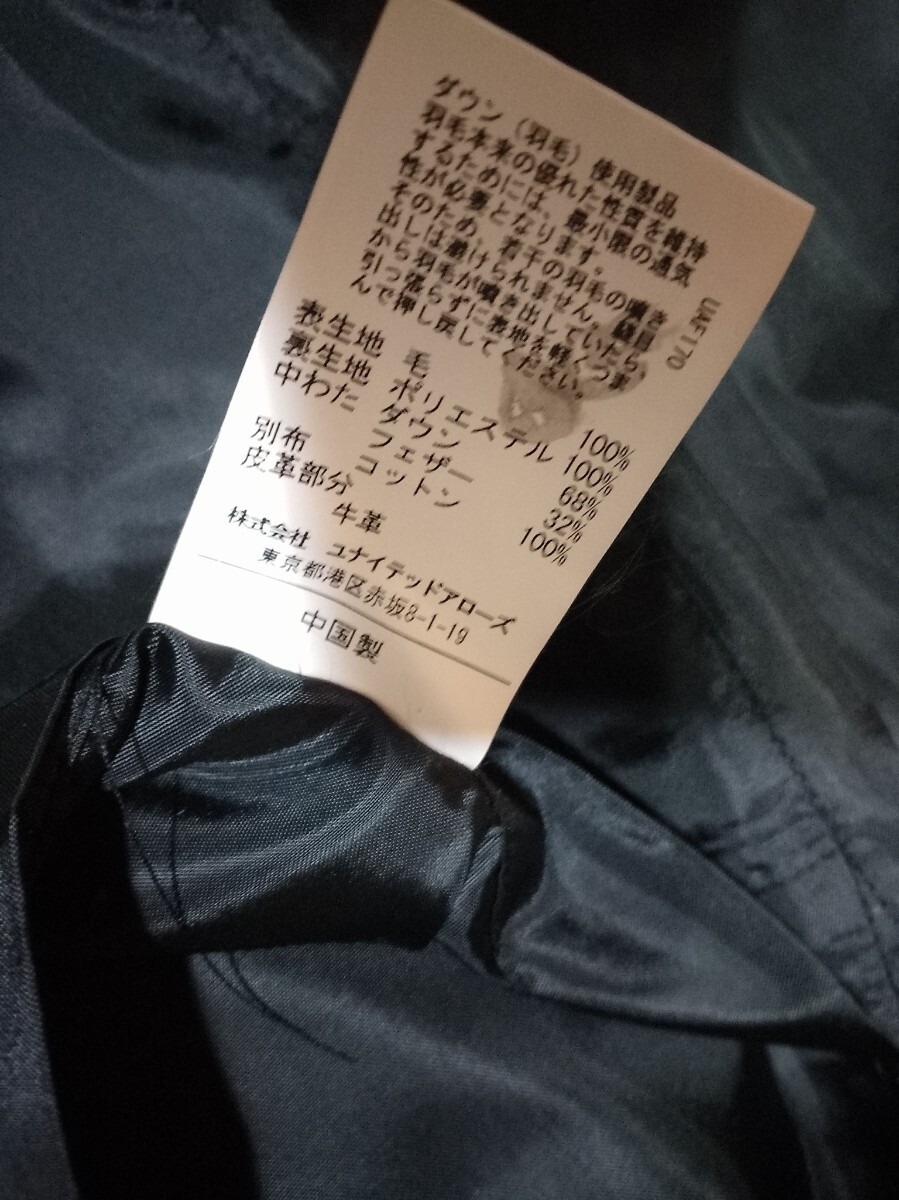 ダウン（羽毛）使用製品
羽毛本来の優れた性質を維持
するためには、最小限の通気
性が必要となります。
そのため、若干の羽毛の噴き
出しは避けられません。縫目
から羽毛が噴き出していたら、
引っ張らずに表地を軽くつま
んで押し戻してください。
UAF170
表生地 毛 100%
裏生地 ポリエステル 100%
中わた ダウン 68%
フェザー 32%
別布 コットン 100%
皮革部分 牛革
株式会社 ユナイテッドアローズ
東京都港区赤坂8-1-19
中国製